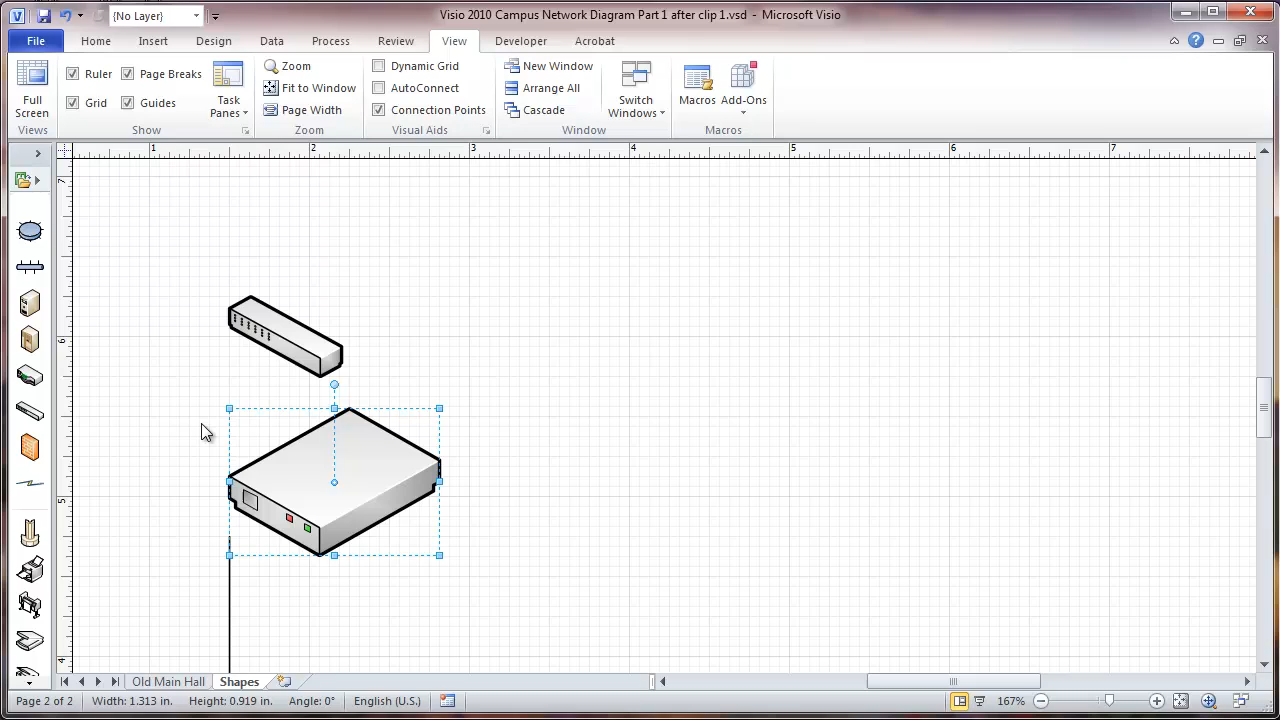 {No Layer}
Visio 2010 Campus Network Diagram Part 1 after clip 1.vsd - Microsoft Visio
File Home Insert Design Data Process Review View Developer Acrobat
Full Screen
Ruler
Page Breaks
Grid
Guides
Task Panes
Zoom
Fit to Window
Page Width
Dynamic Grid
AutoConnect
Connection Points
New Window
Arrange All
Cascade
Switch Windows
Macros
Add-Ons
Views Show Zoom Visual Aids Window Macros
1 2 3 4 5 6 7
7
6
5
4
Old Main Hall Shapes
Page 2 of 2 Width: 1.313 in. Height: 0.919 in. Angle: 0° English (U.S.) 167%